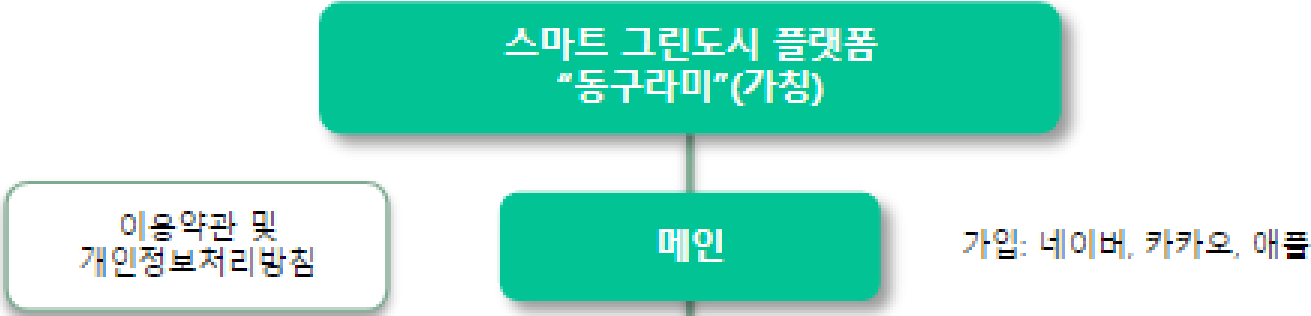 스마트 그린도시 플랫폼
“동구라미”(가칭)
이용약관 및
개인정보처리방침
메인
가입: 네이버, 카카오, 애플